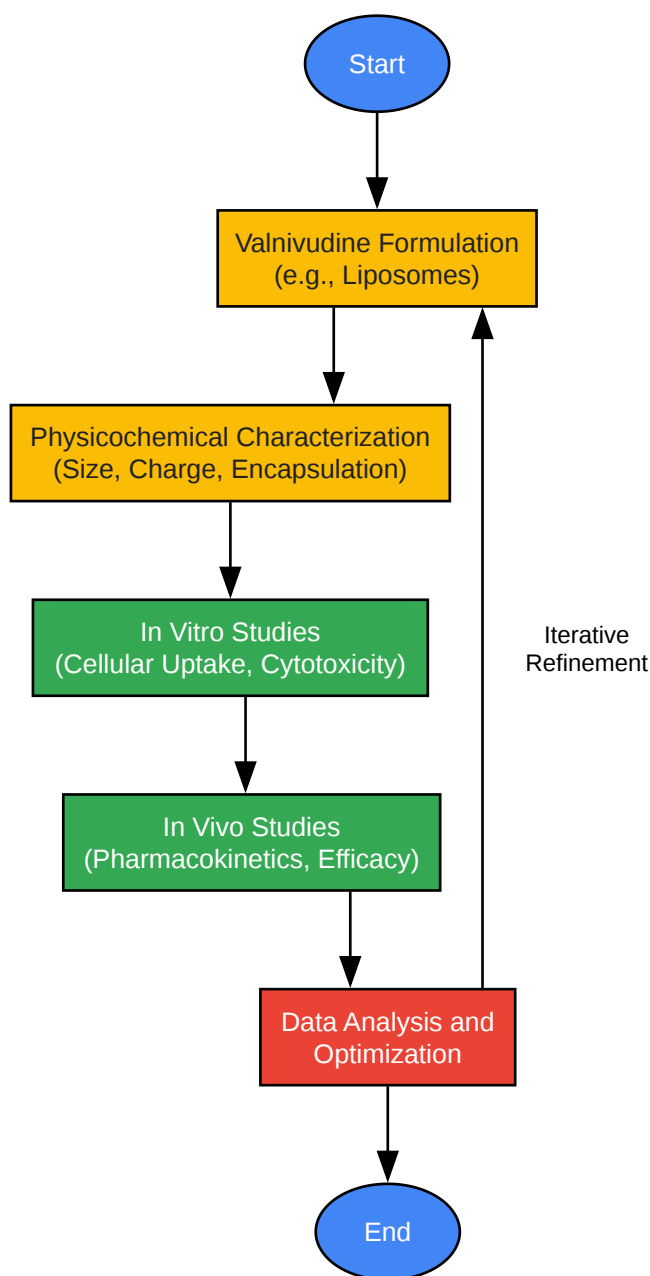 Start
Valnivudine Formulation
(e.g., Liposomes)
Physicochemical Characterization
(Size, Charge, Encapsulation)
In Vitro Studies
(Cellular Uptake, Cytotoxicity)
Iterative
Refinement
In Vivo Studies
(Pharmacokinetics, Efficacy)
Data Analysis and
Optimization
End